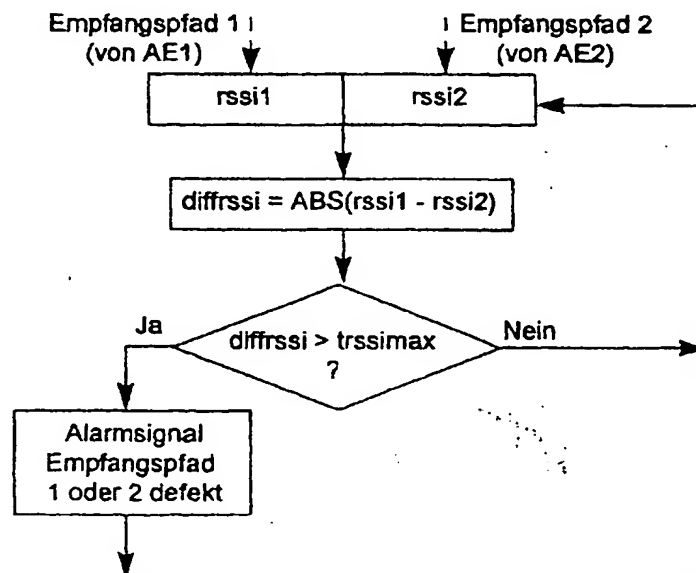 Empfangspfad 1
(von AE1)
Empfangspfad 2
(von AE2)
rssi1
rssi2
diffrssi = ABS(rssi1 - rssi2)
Ja
diffrssi > trssimax
?
Nein
Alarmsignal
Empfangspfad
1 oder 2 defekt